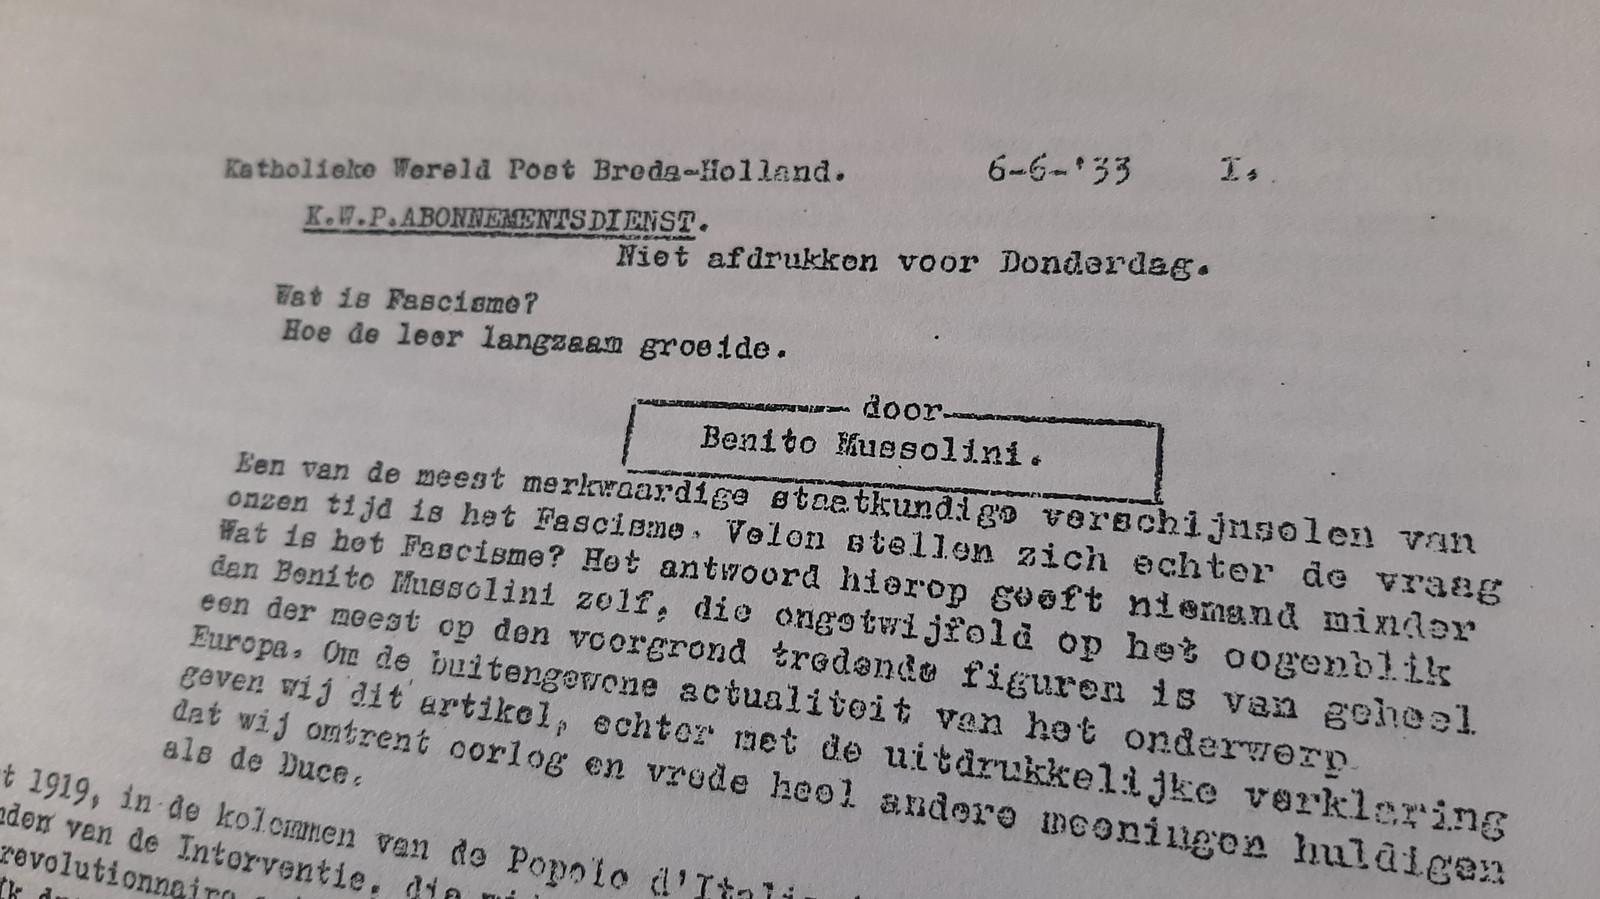 Katholieke Wereld Post Breda-Holland. 6-6-'33 I.
K.W.P.ABONNEMENTSDIENST.
Niet afdrukken voor Donderdag.
Wat is Fascisme?
Hoe de leer langzaam groeide.
door
Benito Mussolini.
Een van de meest merkwaardige staatkundige verschijnselen van
onzen tijd is het Fascisme. Velen stellen zich echter de vraag
Wat is het Fascisme? Het antwoord hierop geeft niemand minder
dan Benito Mussolini zelf, die ongetwijfeld op het oogenblik
een der meest op den voorgrond tredende figuren is van geheel
Europa. Om de buitengewone actualiteit van het onderwerp
geven wij dit artikel, echter met de uitdrukkelijke verklaring
dat wij omtrent oorlog en vrede heel andere meeningen huldigen
als de Duce.
t 1919, in de kolommen van de Popolo d'Itali
nden van de Interventie, die
revolutionnaire